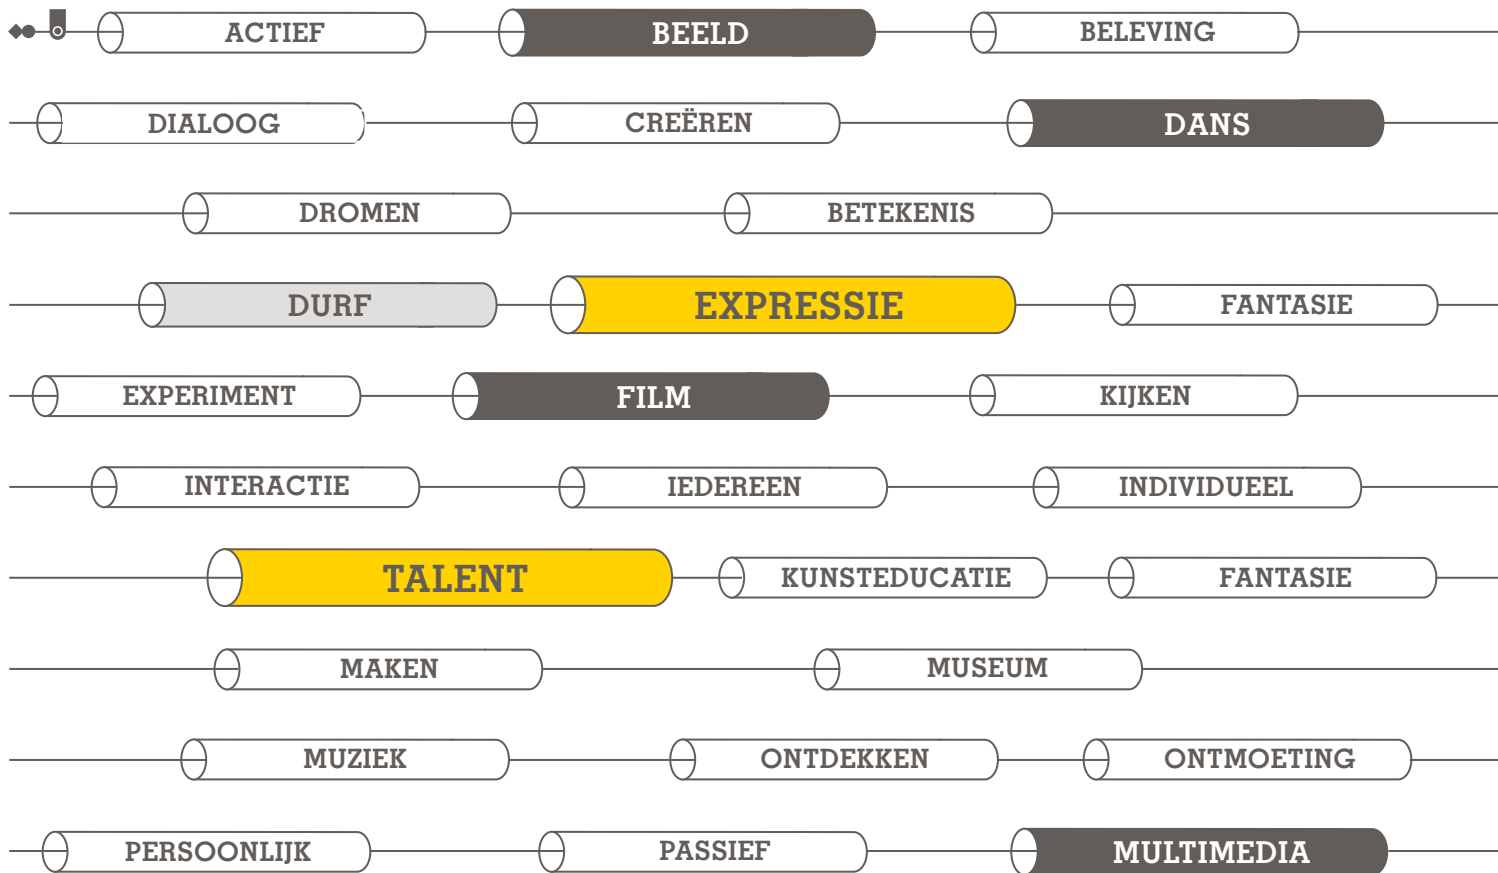 ACTIEF BEELD BELEVING
DIALOOG CREËREN DANS
DROMEN BETEKENIS
DURF EXPRESSIE FANTASIE
EXPERIMENT FILM KIJKEN
INTERACTIE IEDEREEN INDIVIDUEEL
TALENT KUNSTEDUCATIE FANTASIE
MAKEN MUSEUM
MUZIEK ONTDEKKEN ONTMOETING
PERSOONLIJK PASSIEF MULTIMEDIA